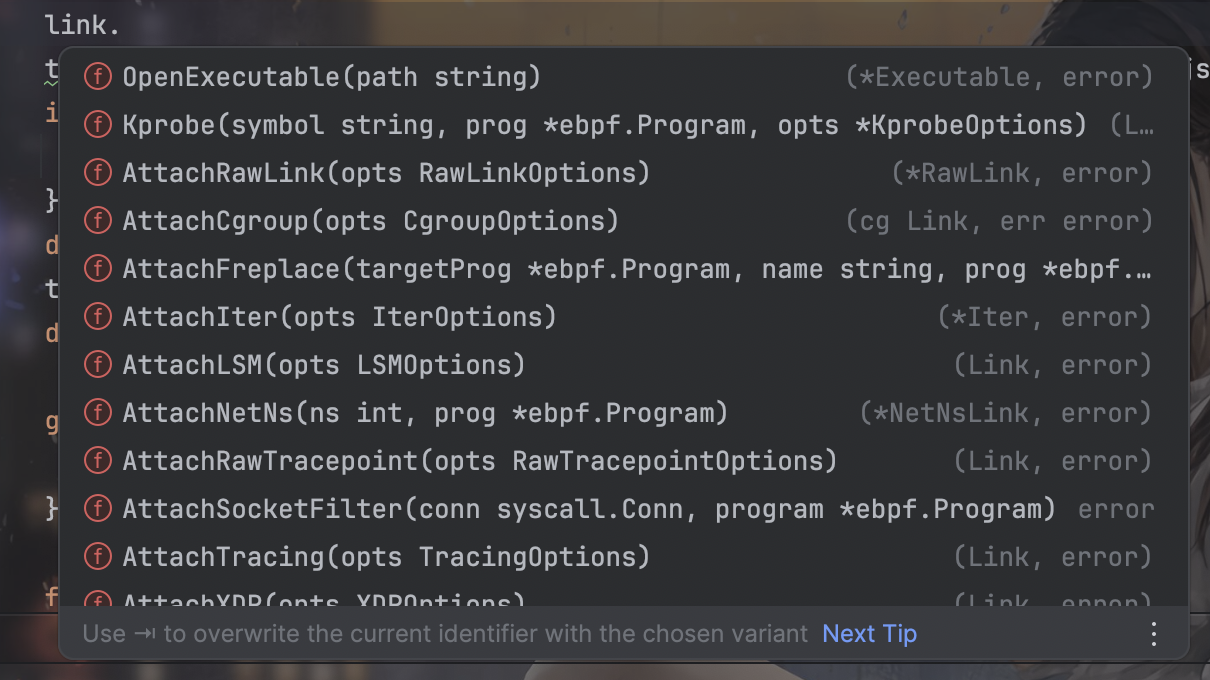 link.
OpenExecutable(path string) (*Executable, error)
Kprobe(symbol string, prog *ebpf.Program, opts *KprobeOptions) (L…
AttachRawLink(opts RawLinkOptions) (*RawLink, error)
AttachCgroup(opts CgroupOptions) (cg Link, err error)
AttachFreplace(targetProg *ebpf.Program, name string, prog *ebpf.…
AttachIter(opts IterOptions) (*Iter, error)
AttachLSM(opts LSMOptions) (Link, error)
AttachNetNs(ns int, prog *ebpf.Program) (*NetNsLink, error)
AttachRawTracepoint(opts RawTracepointOptions) (Link, error)
AttachSocketFilter(conn syscall.Conn, program *ebpf.Program) error
AttachTracing(opts TracingOptions) (Link, error)
AttachXDP(opts XDPOptions) (Link, error)
Use ⇥ to overwrite the current identifier with the chosen variant Next Tip